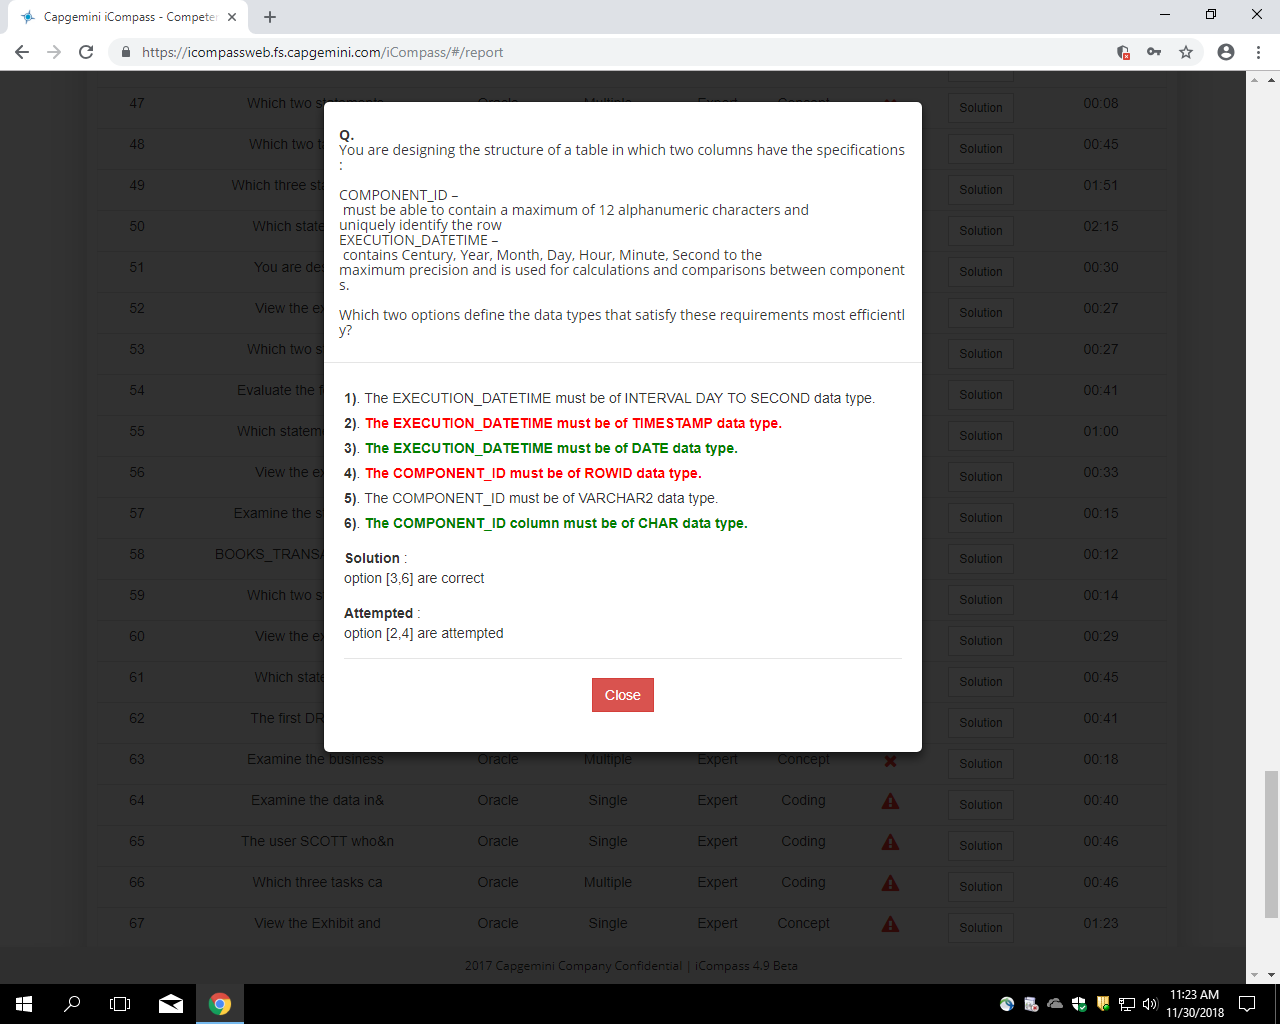 Capgemini iCompass - Competen
https://icompassweb.fs.capgemini.com/iCompass/#/report
47 Which two statements Oracle Multiple Expert Concept Solution 00:08
48 Which two t Solution 00:45
49 Which three sta Solution 01:51
50 Which state Solution 02:15
51 You are de Solution 00:30
52 View the ex Solution 00:27
53 Which two s Solution 00:27
54 Evaluate the f Solution 00:41
55 Which statem Solution 01:00
56 View the ex Solution 00:33
57 Examine the s Solution 00:15
58 BOOKS_TRANSA Solution 00:12
59 Which two s Solution 00:14
60 View the ex Solution 00:29
61 Which state Solution 00:45
62 The first DR Solution 00:41
Q.
You are designing the structure of a table in which two columns have the specifications
:
COMPONENT_ID –
must be able to contain a maximum of 12 alphanumeric characters and
uniquely identify the row
EXECUTION_DATETIME –
contains Century, Year, Month, Day, Hour, Minute, Second to the
maximum precision and is used for calculations and comparisons between component
s.
Which two options define the data types that satisfy these requirements most efficientl
y?
1). The EXECUTION_DATETIME must be of INTERVAL DAY TO SECOND data type.
2). The EXECUTION_DATETIME must be of TIMESTAMP data type.
3). The EXECUTION_DATETIME must be of DATE data type.
4). The COMPONENT_ID must be of ROWID data type.
5). The COMPONENT_ID must be of VARCHAR2 data type.
6). The COMPONENT_ID column must be of CHAR data type.
Solution :
option [3,6] are correct
Attempted :
option [2,4] are attempted
Close
63 Examine the business Oracle Multiple Expert Concept Solution 00:18
64 Examine the data in& Oracle Single Expert Coding Solution 00:40
65 The user SCOTT who&n Oracle Single Expert Coding Solution 00:46
66 Which three tasks ca Oracle Multiple Expert Coding Solution 00:46
67 View the Exhibit and Oracle Single Expert Concept Solution 01:23
2017 Capgemini Company Confidential | iCompass 4.9 Beta
11:23 AM
11/30/2018